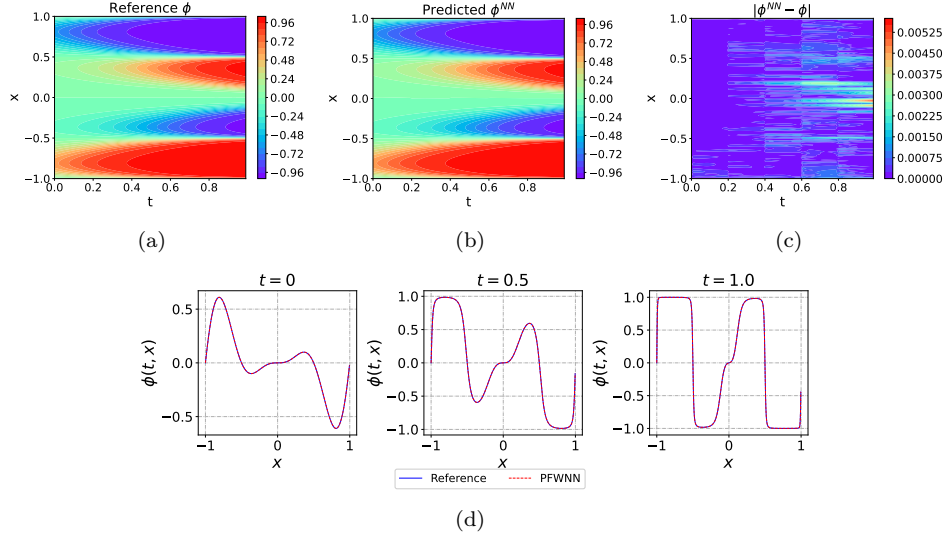 Reference ϕ
1.0
0.5
0.0
−0.5
−1.0
x
0.0 0.2 0.4 0.6 0.8
t
0.96
0.72
0.48
0.24
0.00
−0.24
−0.48
−0.72
−0.96
(a)
Predicted ϕ^NN
1.0
0.5
0.0
−0.5
−1.0
x
0.0 0.2 0.4 0.6 0.8
t
0.96
0.72
0.48
0.24
0.00
−0.24
−0.48
−0.72
−0.96
(b)
|ϕ^NN − ϕ|
1.0
0.5
0.0
−0.5
−1.0
x
0.0 0.2 0.4 0.6 0.8
t
0.00525
0.00450
0.00375
0.00300
0.00225
0.00150
0.00075
0.00000
(c)
t = 0
0.5
0.0
−0.5
ϕ(t, x)
−1 0 1
x
t = 0.5
1.0
0.5
0.0
−0.5
−1.0
ϕ(t, x)
−1 0 1
x
t = 1.0
1.0
0.5
0.0
−0.5
−1.0
ϕ(t, x)
−1 0 1
x
Reference PFWNN
(d)